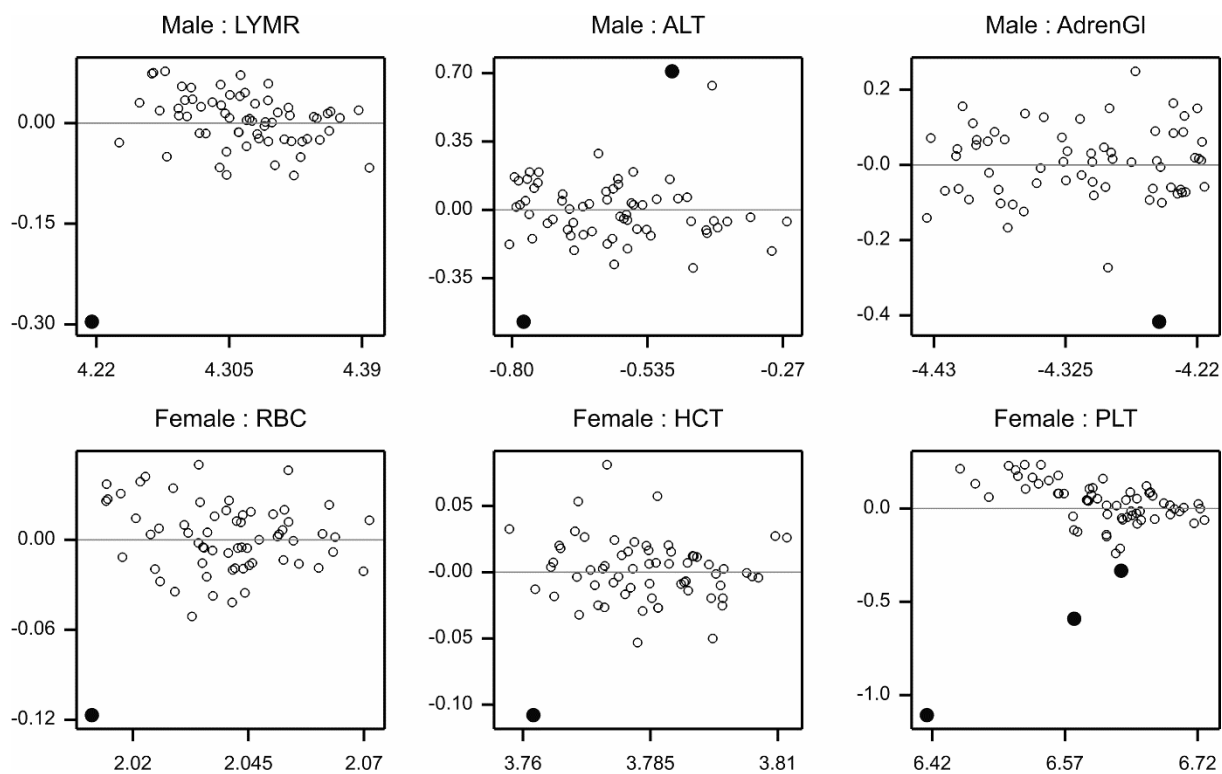 Male : LYMR
0.00
-0.15
-0.30
4.22 4.305 4.39
Male : ALT
0.70
0.35
0.00
-0.35
-0.80 -0.535 -0.27
Male : AdrenGl
0.2
-0.0
-0.2
-0.4
-4.43 -4.325 -4.22
Female : RBC
0.00
-0.06
-0.12
2.02 2.045 2.07
Female : HCT
0.05
-0.00
-0.05
-0.10
3.76 3.785 3.81
Female : PLT
0.0
-0.5
-1.0
6.42 6.57 6.72